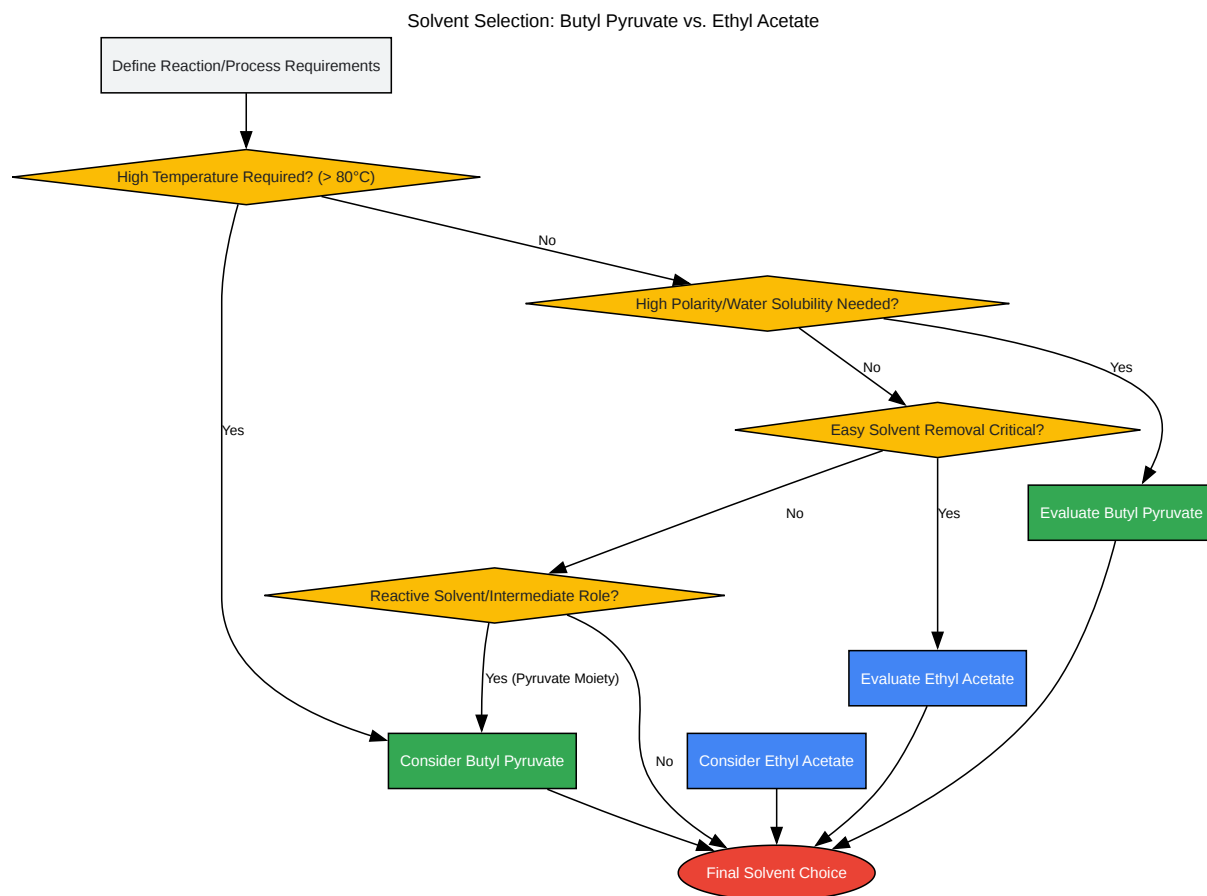 Solvent Selection: Butyl Pyruvate vs. Ethyl Acetate
Define Reaction/Process Requirements
High Temperature Required? (> 80°C)
No
High Polarity/Water Solubility Needed?
No
Yes
Yes
Easy Solvent Removal Critical?
No
Yes
Evaluate Butyl Pyruvate
Reactive Solvent/Intermediate Role?
Yes (Pyruvate Moiety)
Evaluate Ethyl Acetate
Consider Butyl Pyruvate
No
Consider Ethyl Acetate
Final Solvent Choice